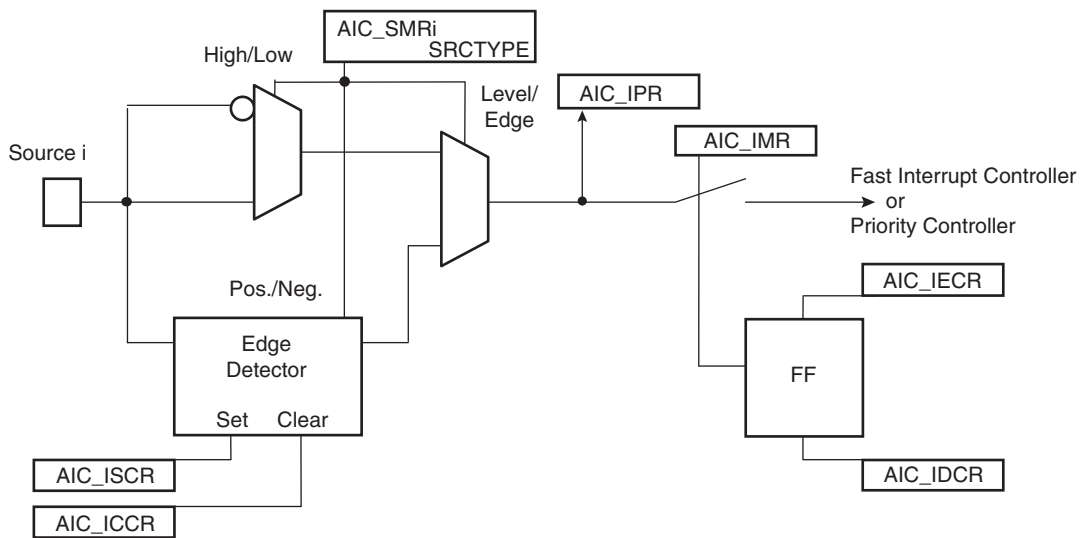 AIC_SMRi
SRCTYPE
High/Low
Level/
Edge
AIC_IPR
AIC_IMR
Source i
Fast Interrupt Controller
or
Priority Controller
Pos./Neg.
AIC_IECR
Edge
Detector
FF
Set Clear
AIC_ISCR
AIC_IDCR
AIC_ICCR